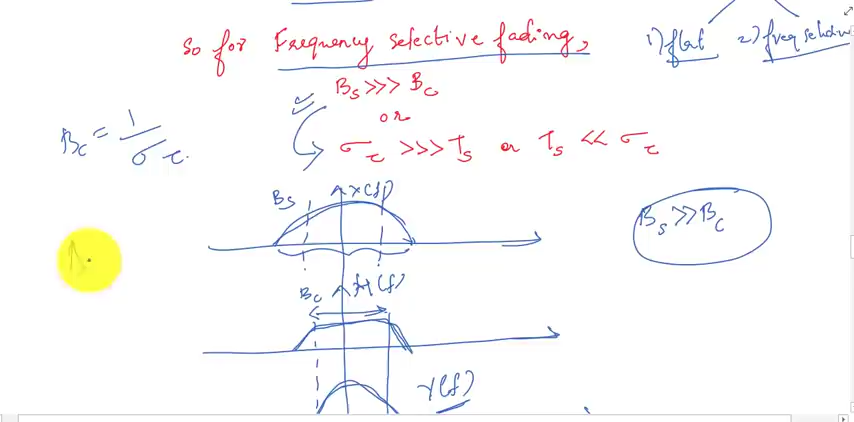 1) flat 2) freq selective
So for Frequency selective fading,
Bs >>> Bc
or
Bc = 1/στ
στ >>> Ts or Ts << στ
Bs X(f)
Bs >> Bc
Bc H(f)
Y(f)